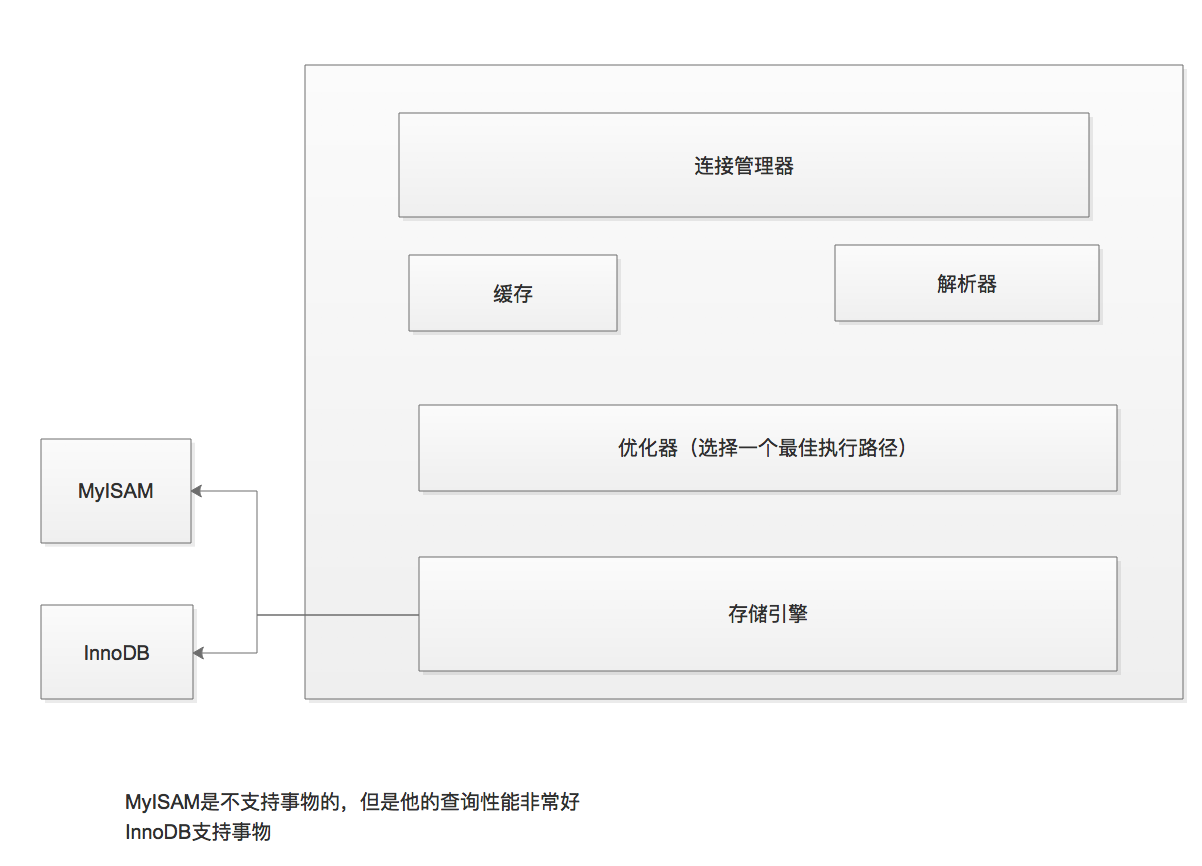 连接管理器
缓存
解析器
优化器（选择一个最佳执行路径）
MyISAM
存储引擎
InnoDB
MyISAM是不支持事物的，但是他的查询性能非常好
InnoDB支持事物